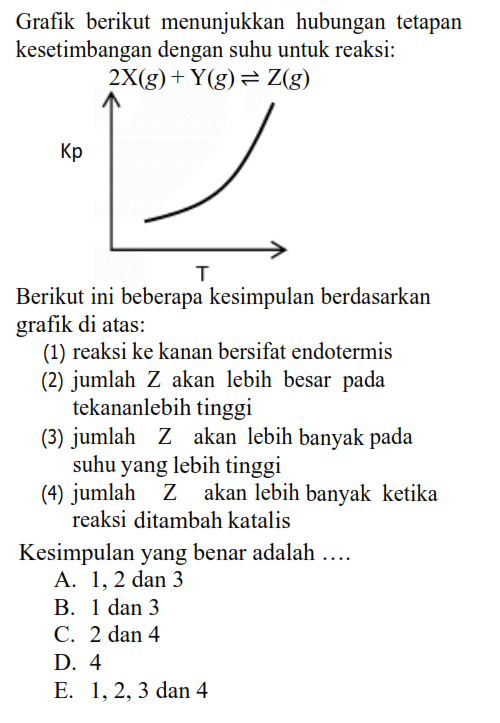 Grafik berikut menunjukkan hubungan tetapan
kesetimbangan dengan suhu untuk reaksi:
2X(g) + Y(g) ⇌ Z(g)
Kp
T
Berikut ini beberapa kesimpulan berdasarkan
grafik di atas:
(1) reaksi ke kanan bersifat endotermis
(2) jumlah Z akan lebih besar pada
tekananlebih tinggi
(3) jumlah Z akan lebih banyak pada
suhu yang lebih tinggi
(4) jumlah Z akan lebih banyak ketika
reaksi ditambah katalis
Kesimpulan yang benar adalah ….
A. 1, 2 dan 3
B. 1 dan 3
C. 2 dan 4
D. 4
E. 1, 2, 3 dan 4